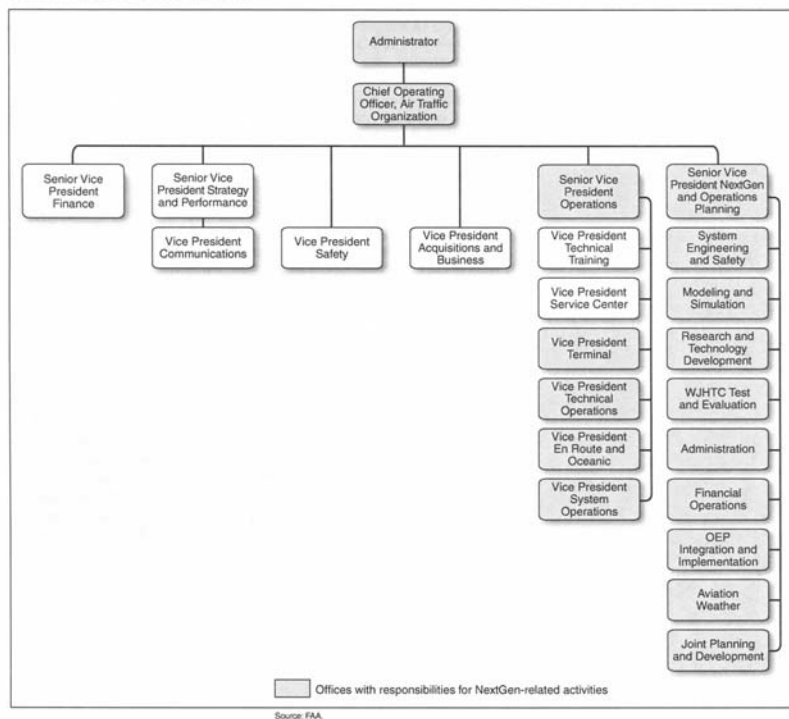 Administrator
Chief Operating
Officer, Air Traffic
Organization
Senior Vice
President
Finance
Senior Vice
President Strategy
and Performance
Vice President
Communications
Vice President
Safety
Vice President
Acquisitions and
Business
Senior Vice
President
Operations
Vice President
Technical
Training
Vice President
Service Center
Vice President
Terminal
Vice President
Technical
Operations
Vice President
En Route and
Oceanic
Vice President
System
Operations
Senior Vice
President NextGen
and Operations
Planning
System
Engineering
and Safety
Modeling and
Simulation
Research and
Technology
Development
WJHTC Test
and Evaluation
Administration
Financial
Operations
OEP
Integration and
Implementation
Aviation
Weather
Joint Planning
and Development
Offices with responsibilities for NextGen-related activities
Source: FAA.